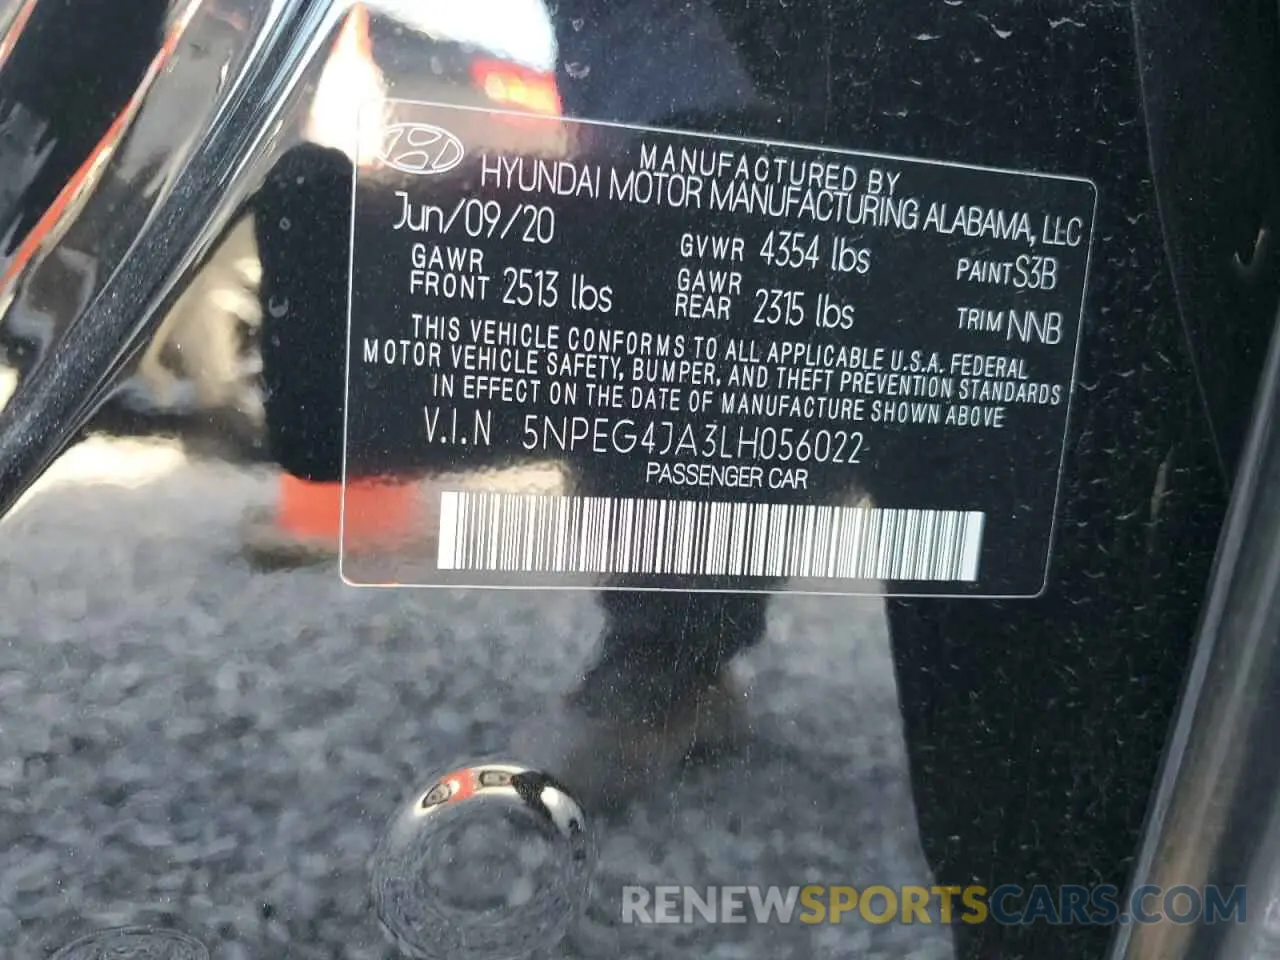 MANUFACTURED BY
HYUNDAI MOTOR MANUFACTURING ALABAMA, LLC
Jun/09/20 GVWR 4354 lbs PAINT S3B
GAWR FRONT 2513 lbs GAWR REAR 2315 lbs TRIM NNB
THIS VEHICLE CONFORMS TO ALL APPLICABLE U.S.A. FEDERAL
MOTOR VEHICLE SAFETY, BUMPER, AND THEFT PREVENTION STANDARDS
IN EFFECT ON THE DATE OF MANUFACTURE SHOWN ABOVE
V.I.N 5NPEG4JA3LH056022
PASSENGER CAR
RENEWSPORTSCARS.COM